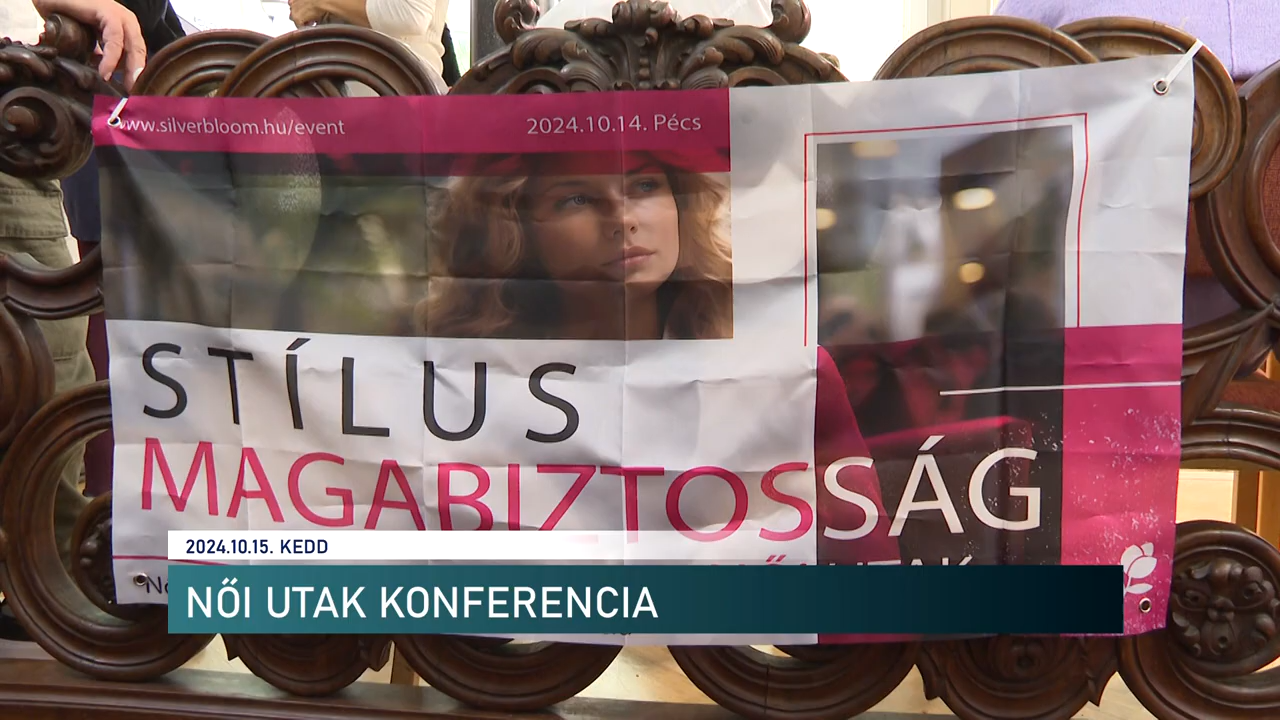 www.silverbloom.hu/event
2024.10.14. Pécs
STÍLUS
MAGABIZTOSSÁG
2024.10.15. KEDD
NŐI UTAK KONFERENCIA